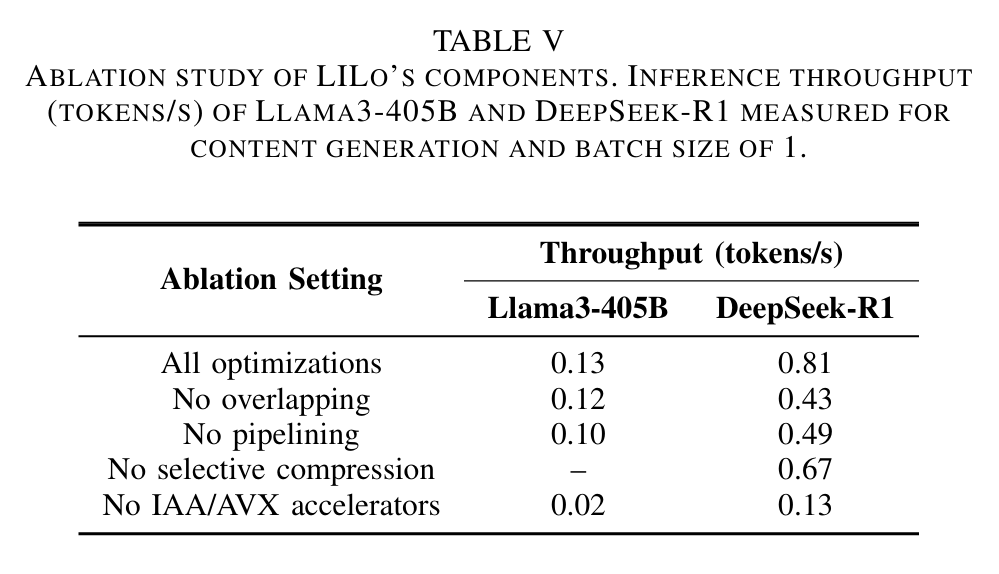 TABLE V
ABLATION STUDY OF LILO'S COMPONENTS. INFERENCE THROUGHPUT
(TOKENS/S) OF LLAMA3-405B AND DEEPSEEK-R1 MEASURED FOR
CONTENT GENERATION AND BATCH SIZE OF 1.
Ablation Setting
Throughput (tokens/s)
Llama3-405B DeepSeek-R1
All optimizations 0.13 0.81
No overlapping 0.12 0.43
No pipelining 0.10 0.49
No selective compression – 0.67
No IAA/AVX accelerators 0.02 0.13